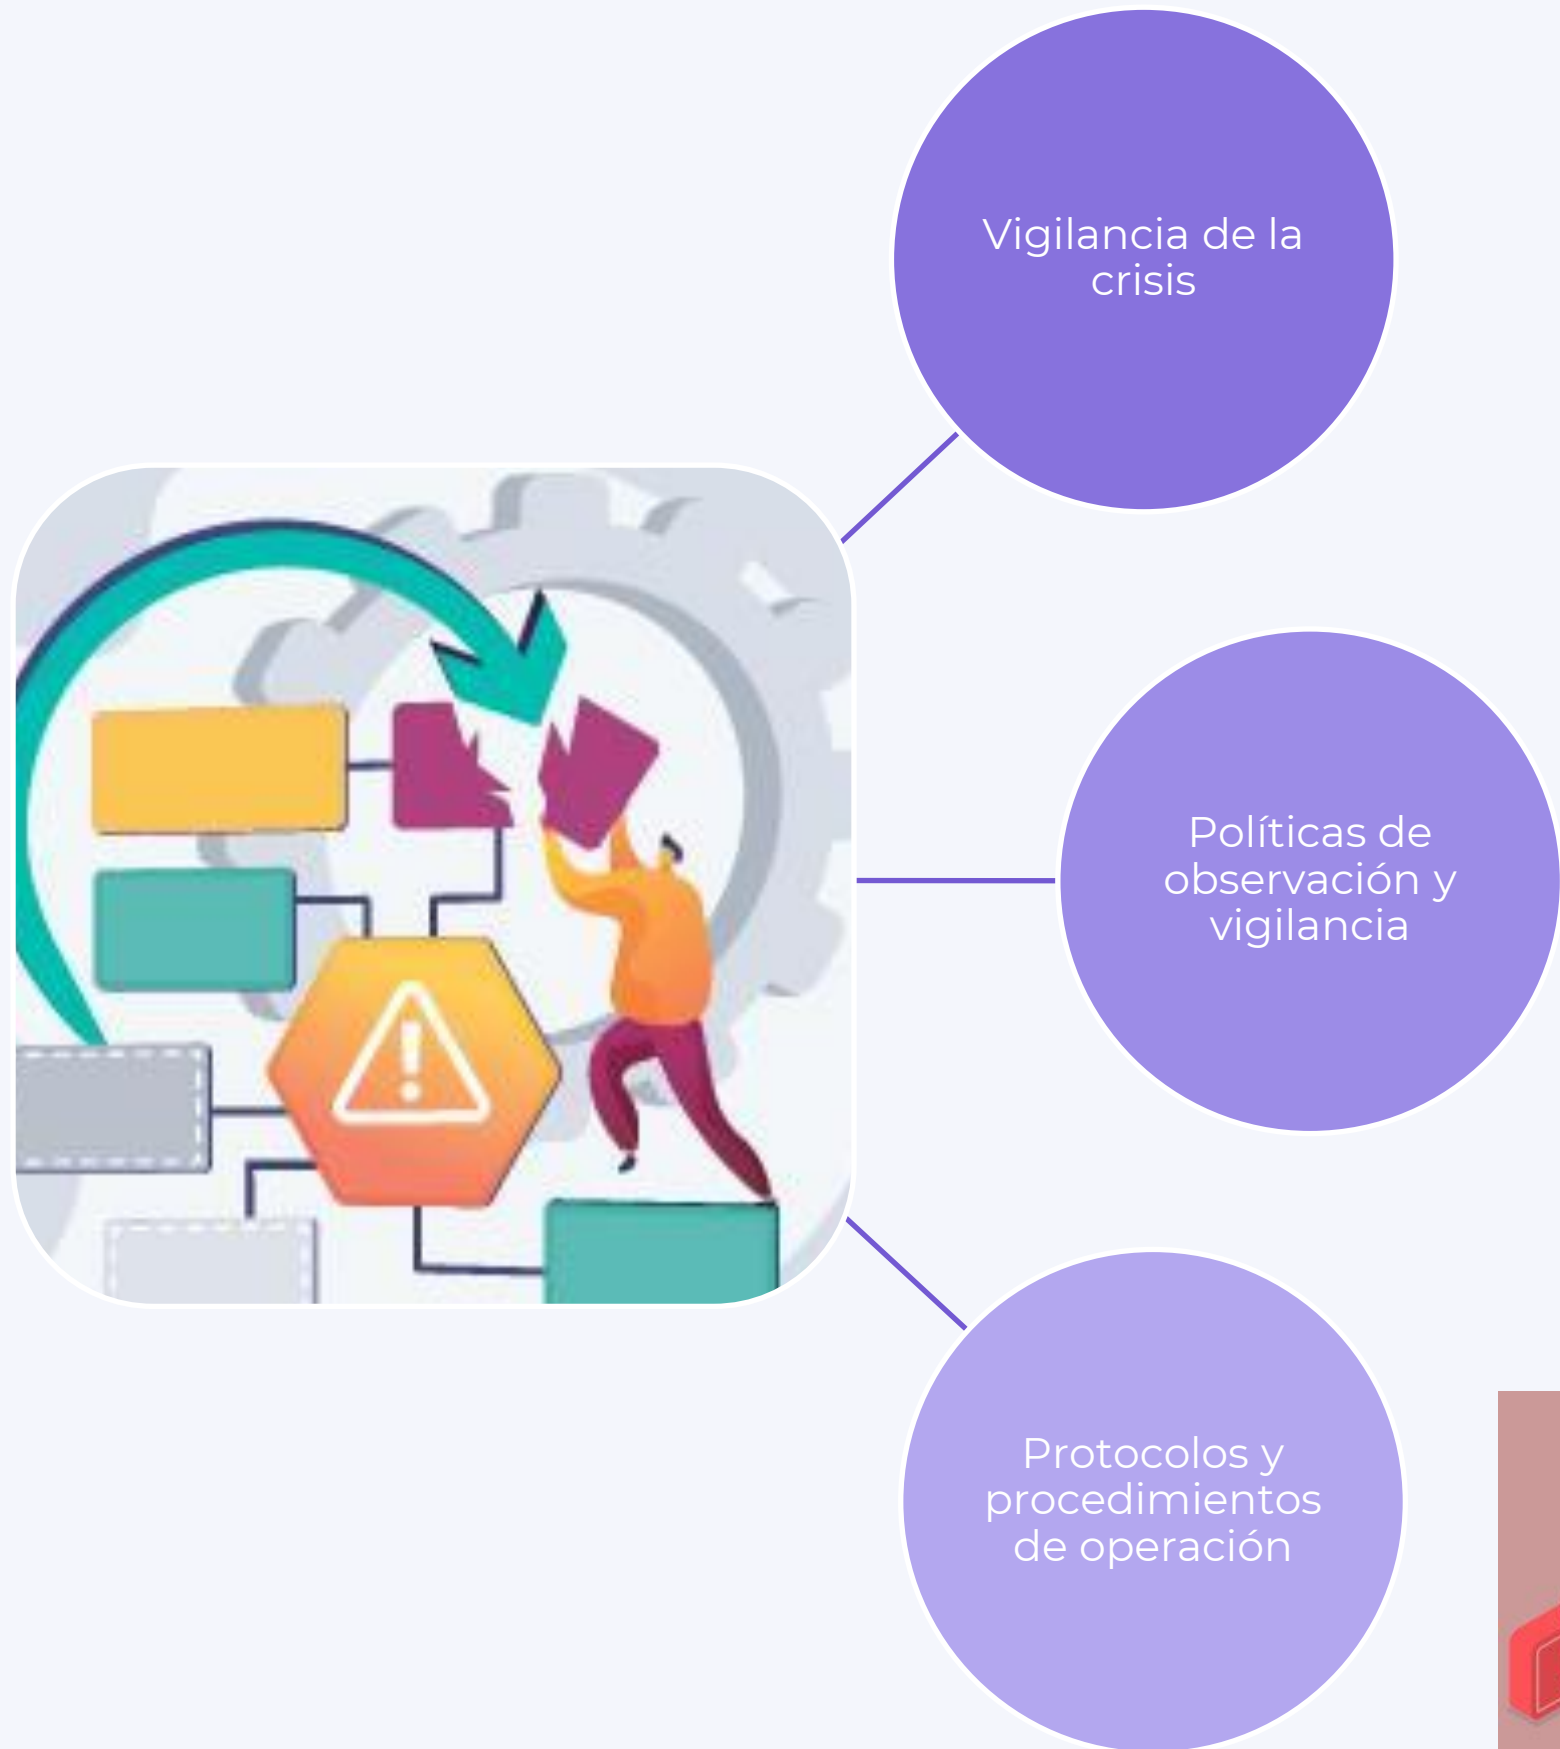 Vigilancia de la
crisis
Políticas de
observación y
vigilancia
Protocolos y
procedimientos
de operación